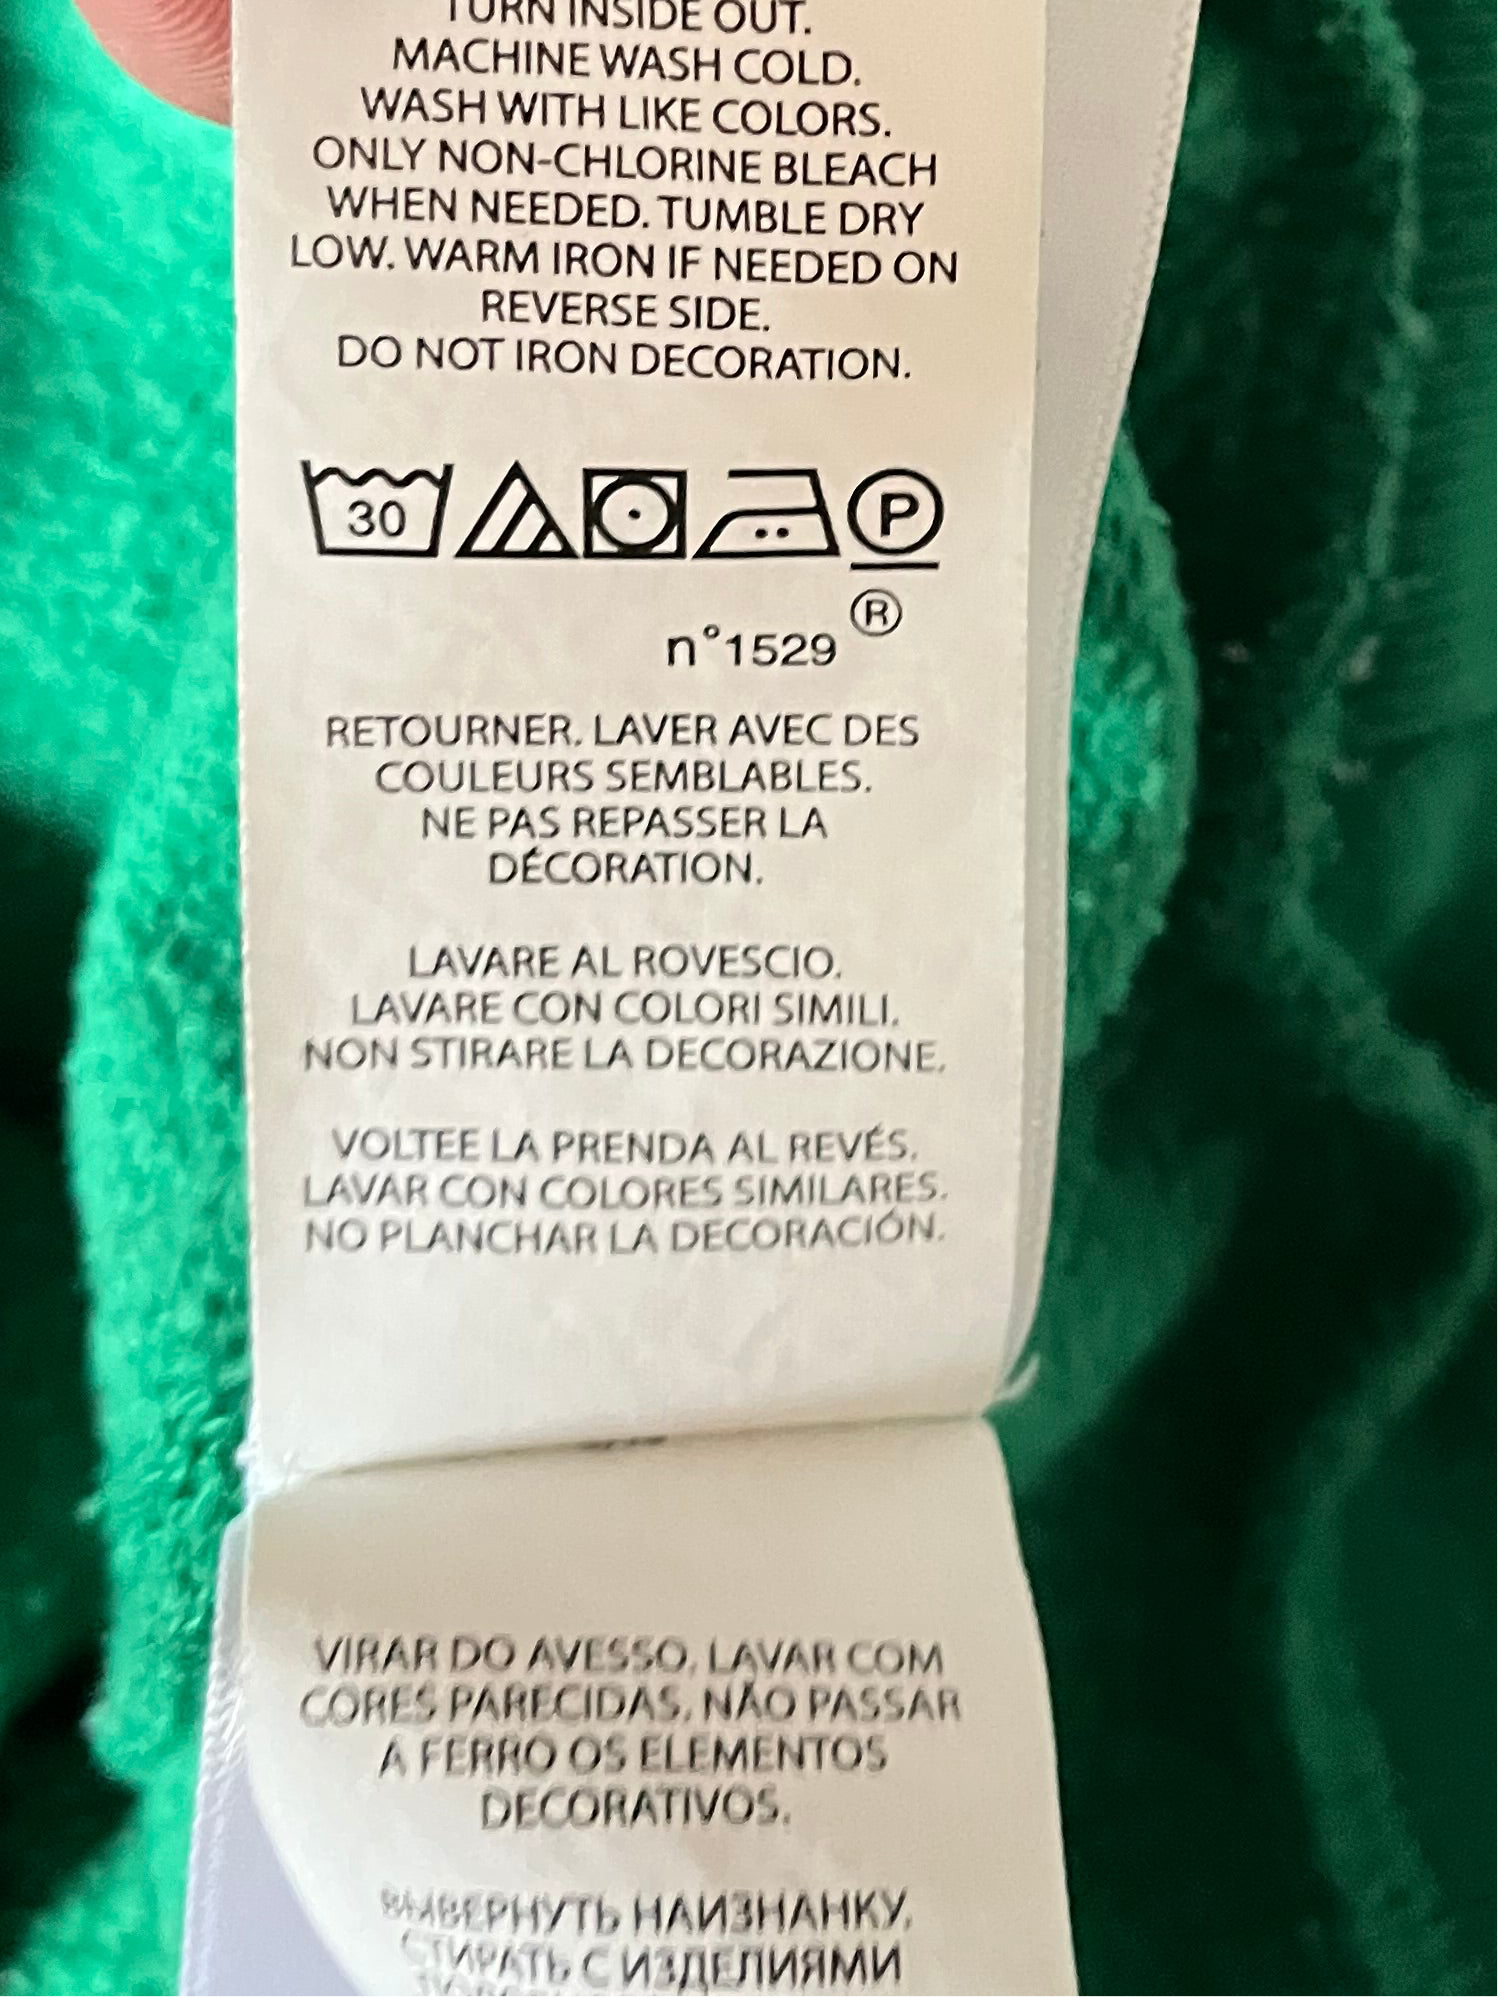 TURN INSIDE OUT.
MACHINE WASH COLD.
WASH WITH LIKE COLORS.
ONLY NON-CHLORINE BLEACH
WHEN NEEDED. TUMBLE DRY
LOW. WARM IRON IF NEEDED ON
REVERSE SIDE.
DO NOT IRON DECORATION.
30 P
®
n°1529
RETOURNER. LAVER AVEC DES
COULEURS SEMBLABLES.
NE PAS REPASSER LA
DÉCORATION.
LAVARE AL ROVESCIO.
LAVARE CON COLORI SIMILI.
NON STIRARE LA DECORAZIONE.
VOLTEE LA PRENDA AL REVÉS.
LAVAR CON COLORES SIMILARES.
NO PLANCHAR LA DECORACIÓN.
VIRAR DO AVESSO. LAVAR COM
CORES PARECIDAS. NÃO PASSAR
A FERRO OS ELEMENTOS
DECORATIVOS.
ВЫВЕРНУТЬ НАИЗНАНКУ.
СТИРАТЬ С ИЗДЕЛИЯМИ